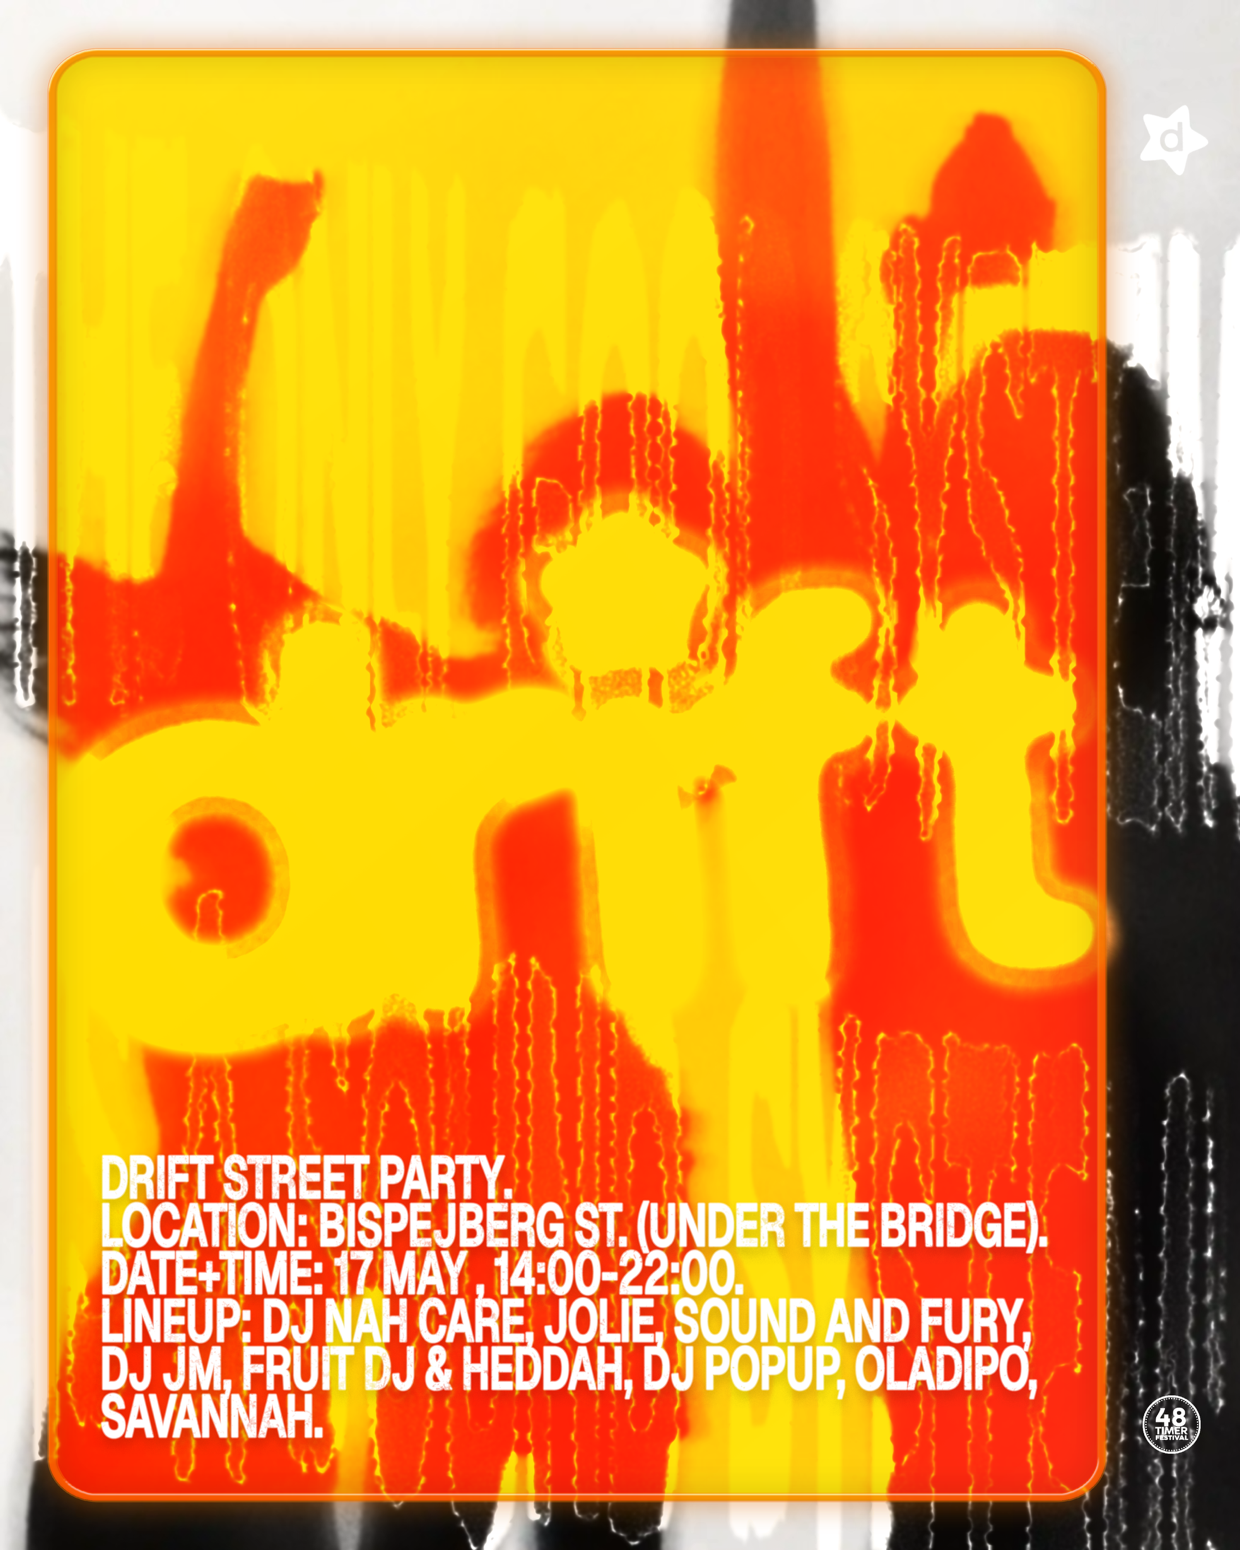 d
drift
DRIFT STREET PARTY.
LOCATION: BISPEJBERG ST. (UNDER THE BRIDGE).
DATE+TIME: 17 MAY , 14:00-22:00.
LINEUP: DJ NAH CARE, JOLIE, SOUND AND FURY,
DJ JM, FRUIT DJ & HEDDAH, DJ POPUP, OLADIPO,
SAVANNAH.
48
TIMER
FESTIVAL